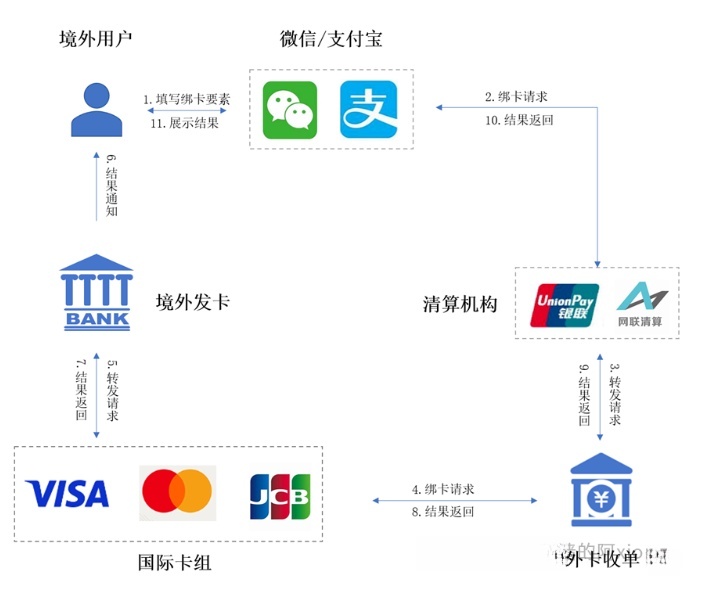 境外用户
微信/支付宝
支
1. 填写绑卡要素
11. 展示结果
2. 绑卡请求
10. 结果返回
6. 结果通知
BANK
境外发卡
清算机构
UnionPay
银联
网联清算
7. 结果返回
5. 转发请求
9. 结果返回
3. 转发请求
VISA
JCB
4. 绑卡请求
8. 结果返回
¥
国际卡组
外卡收单